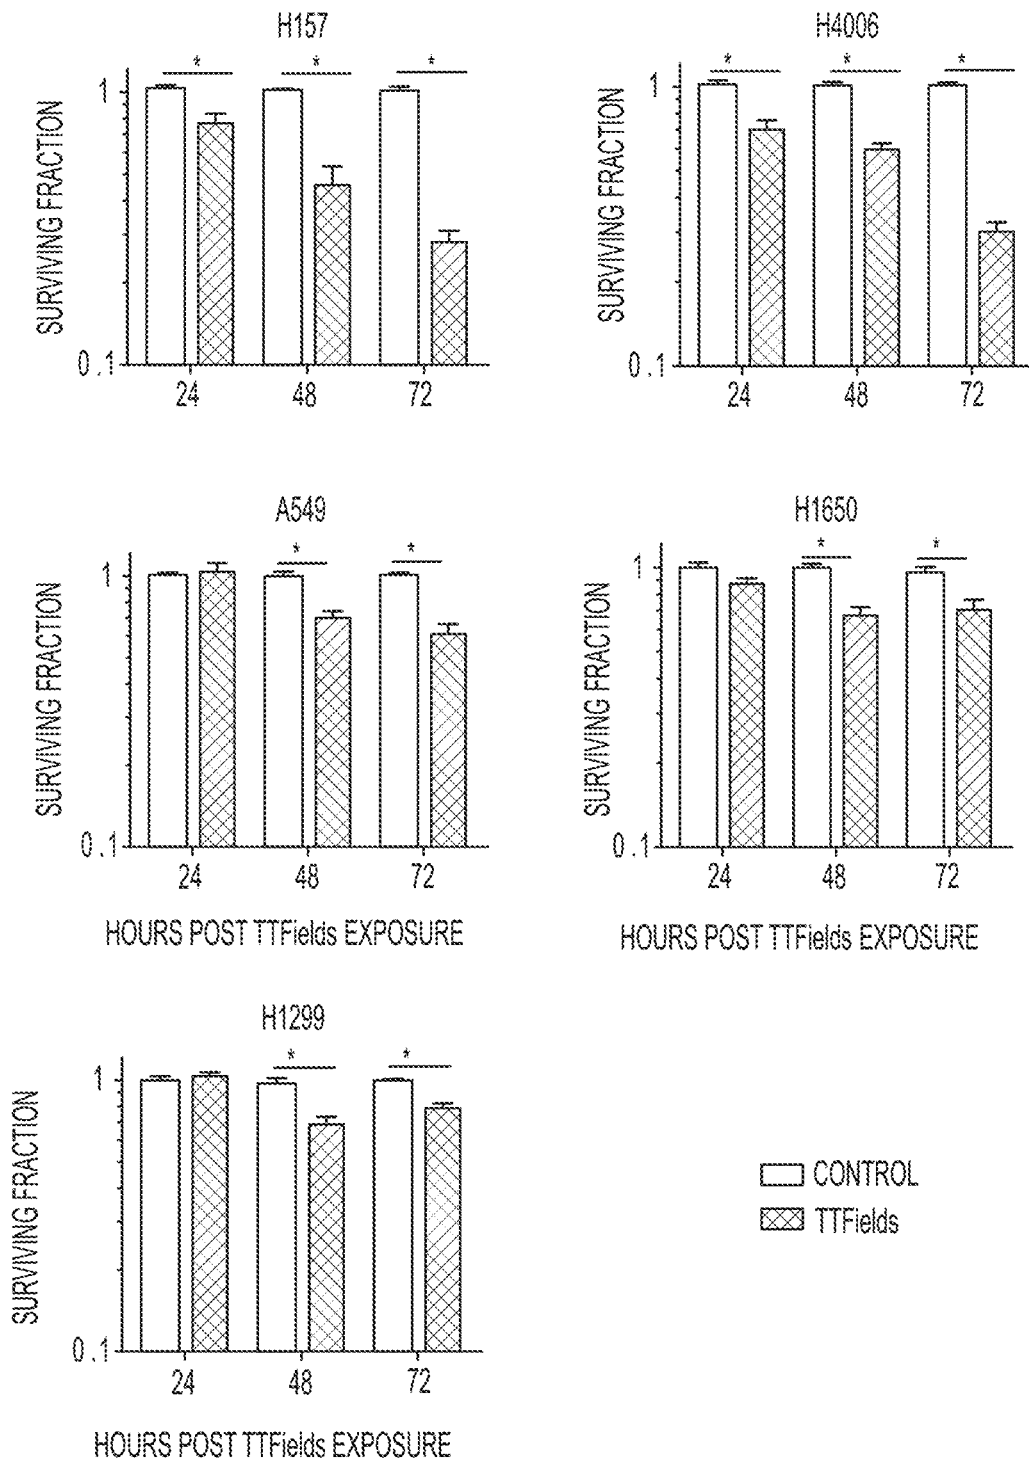 H157
*
*
*
1
0.1
SURVIVING FRACTION
24
48
72
H4006
*
*
*
1
0.1
SURVIVING FRACTION
24
48
72
A549
*
*
1
0.1
SURVIVING FRACTION
24
48
72
HOURS POST TTFields EXPOSURE
H1650
*
*
1
0.1
SURVIVING FRACTION
24
48
72
HOURS POST TTFields EXPOSURE
H1299
*
*
1
0.1
SURVIVING FRACTION
24
48
72
HOURS POST TTFields EXPOSURE
CONTROL
TTFields